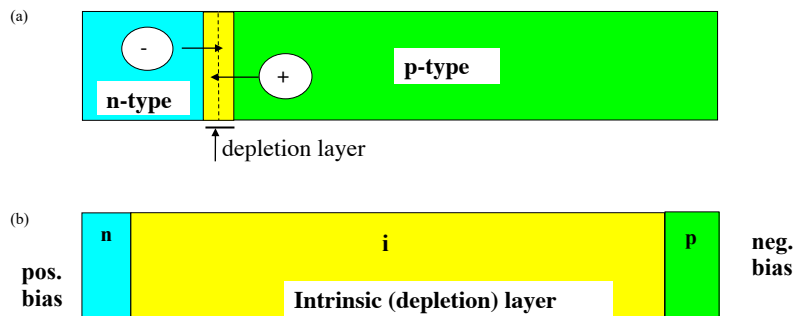 (a)
-
+
p-type
n-type
depletion layer
(b)
n
i
p
neg.
bias
pos.
bias
Intrinsic (depletion) layer